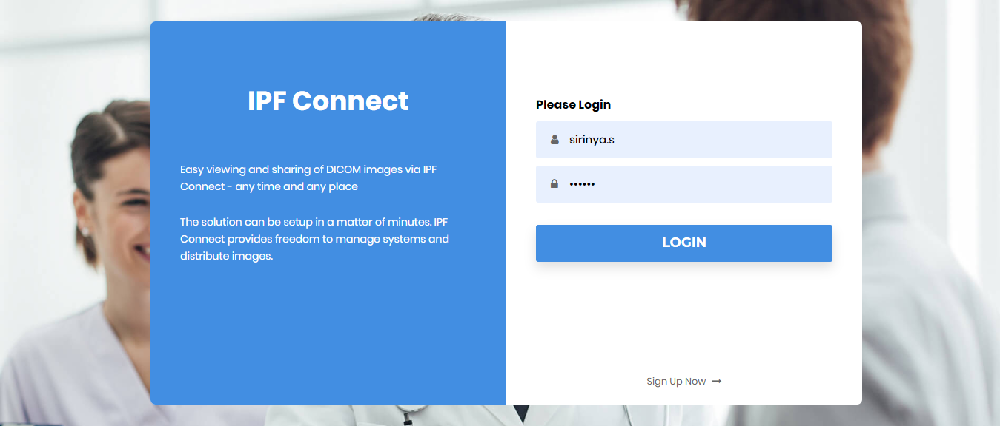 IPF Connect
Easy viewing and sharing of DICOM images via IPF
Connect - any time and any place
The solution can be setup in a matter of minutes. IPF
Connect provides freedom to manage systems and
distribute images.
Please Login
sirinya.s
••••••
LOGIN
Sign Up Now →